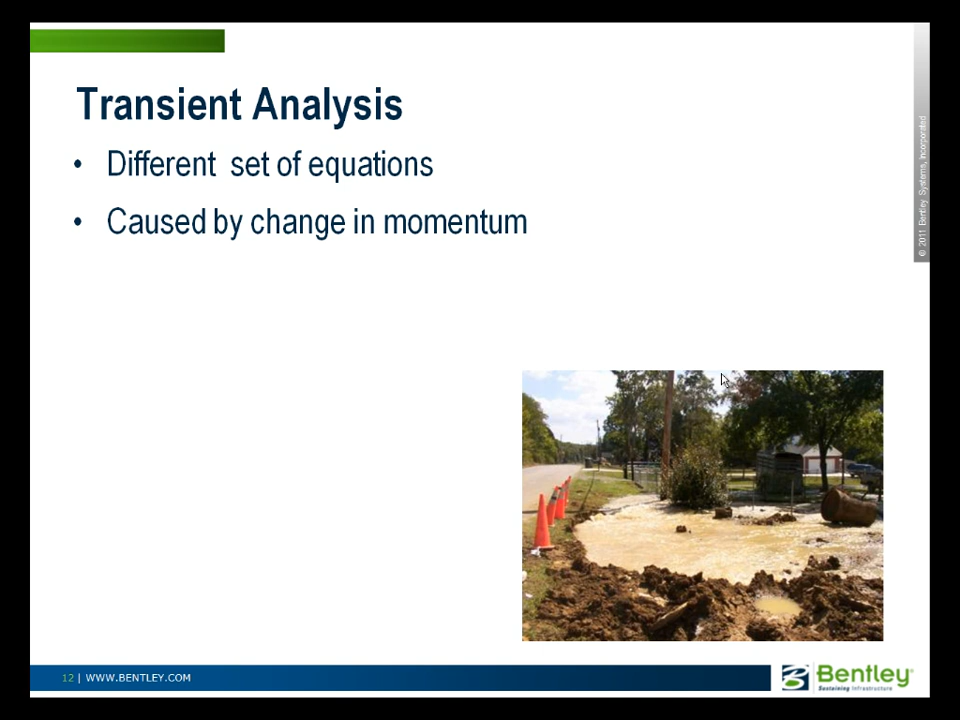 Transient Analysis
• Different set of equations
• Caused by change in momentum
© 2011 Bentley Systems, Incorporated
12 | WWW.BENTLEY.COM
Bentley®
Sustaining Infrastructure